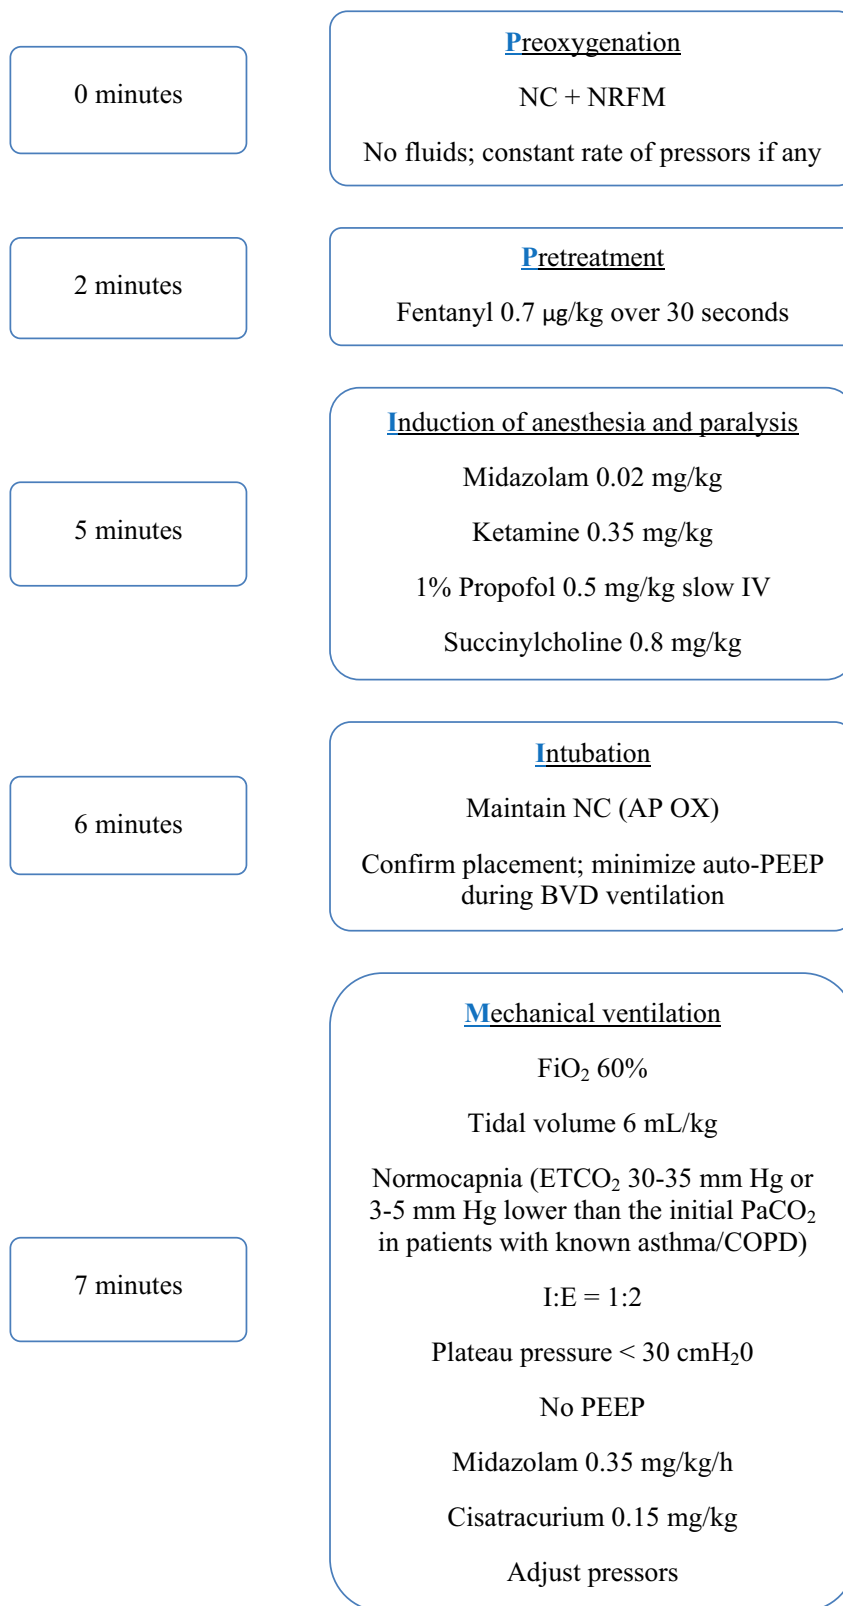 0 minutes
Preoxygenation
NC + NRFM
No fluids; constant rate of pressors if any
2 minutes
Pretreatment
Fentanyl 0.7 µg/kg over 30 seconds
5 minutes
Induction of anesthesia and paralysis
Midazolam 0.02 mg/kg
Ketamine 0.35 mg/kg
1% Propofol 0.5 mg/kg slow IV
Succinylcholine 0.8 mg/kg
6 minutes
Intubation
Maintain NC (AP OX)
Confirm placement; minimize auto-PEEP
during BVD ventilation
7 minutes
Mechanical ventilation
FiO₂ 60%
Tidal volume 6 mL/kg
Normocapnia (ETCO₂ 30-35 mm Hg or
3-5 mm Hg lower than the initial PaCO₂
in patients with known asthma/COPD)
I:E = 1:2
Plateau pressure < 30 cmH₂0
No PEEP
Midazolam 0.35 mg/kg/h
Cisatracurium 0.15 mg/kg
Adjust pressors